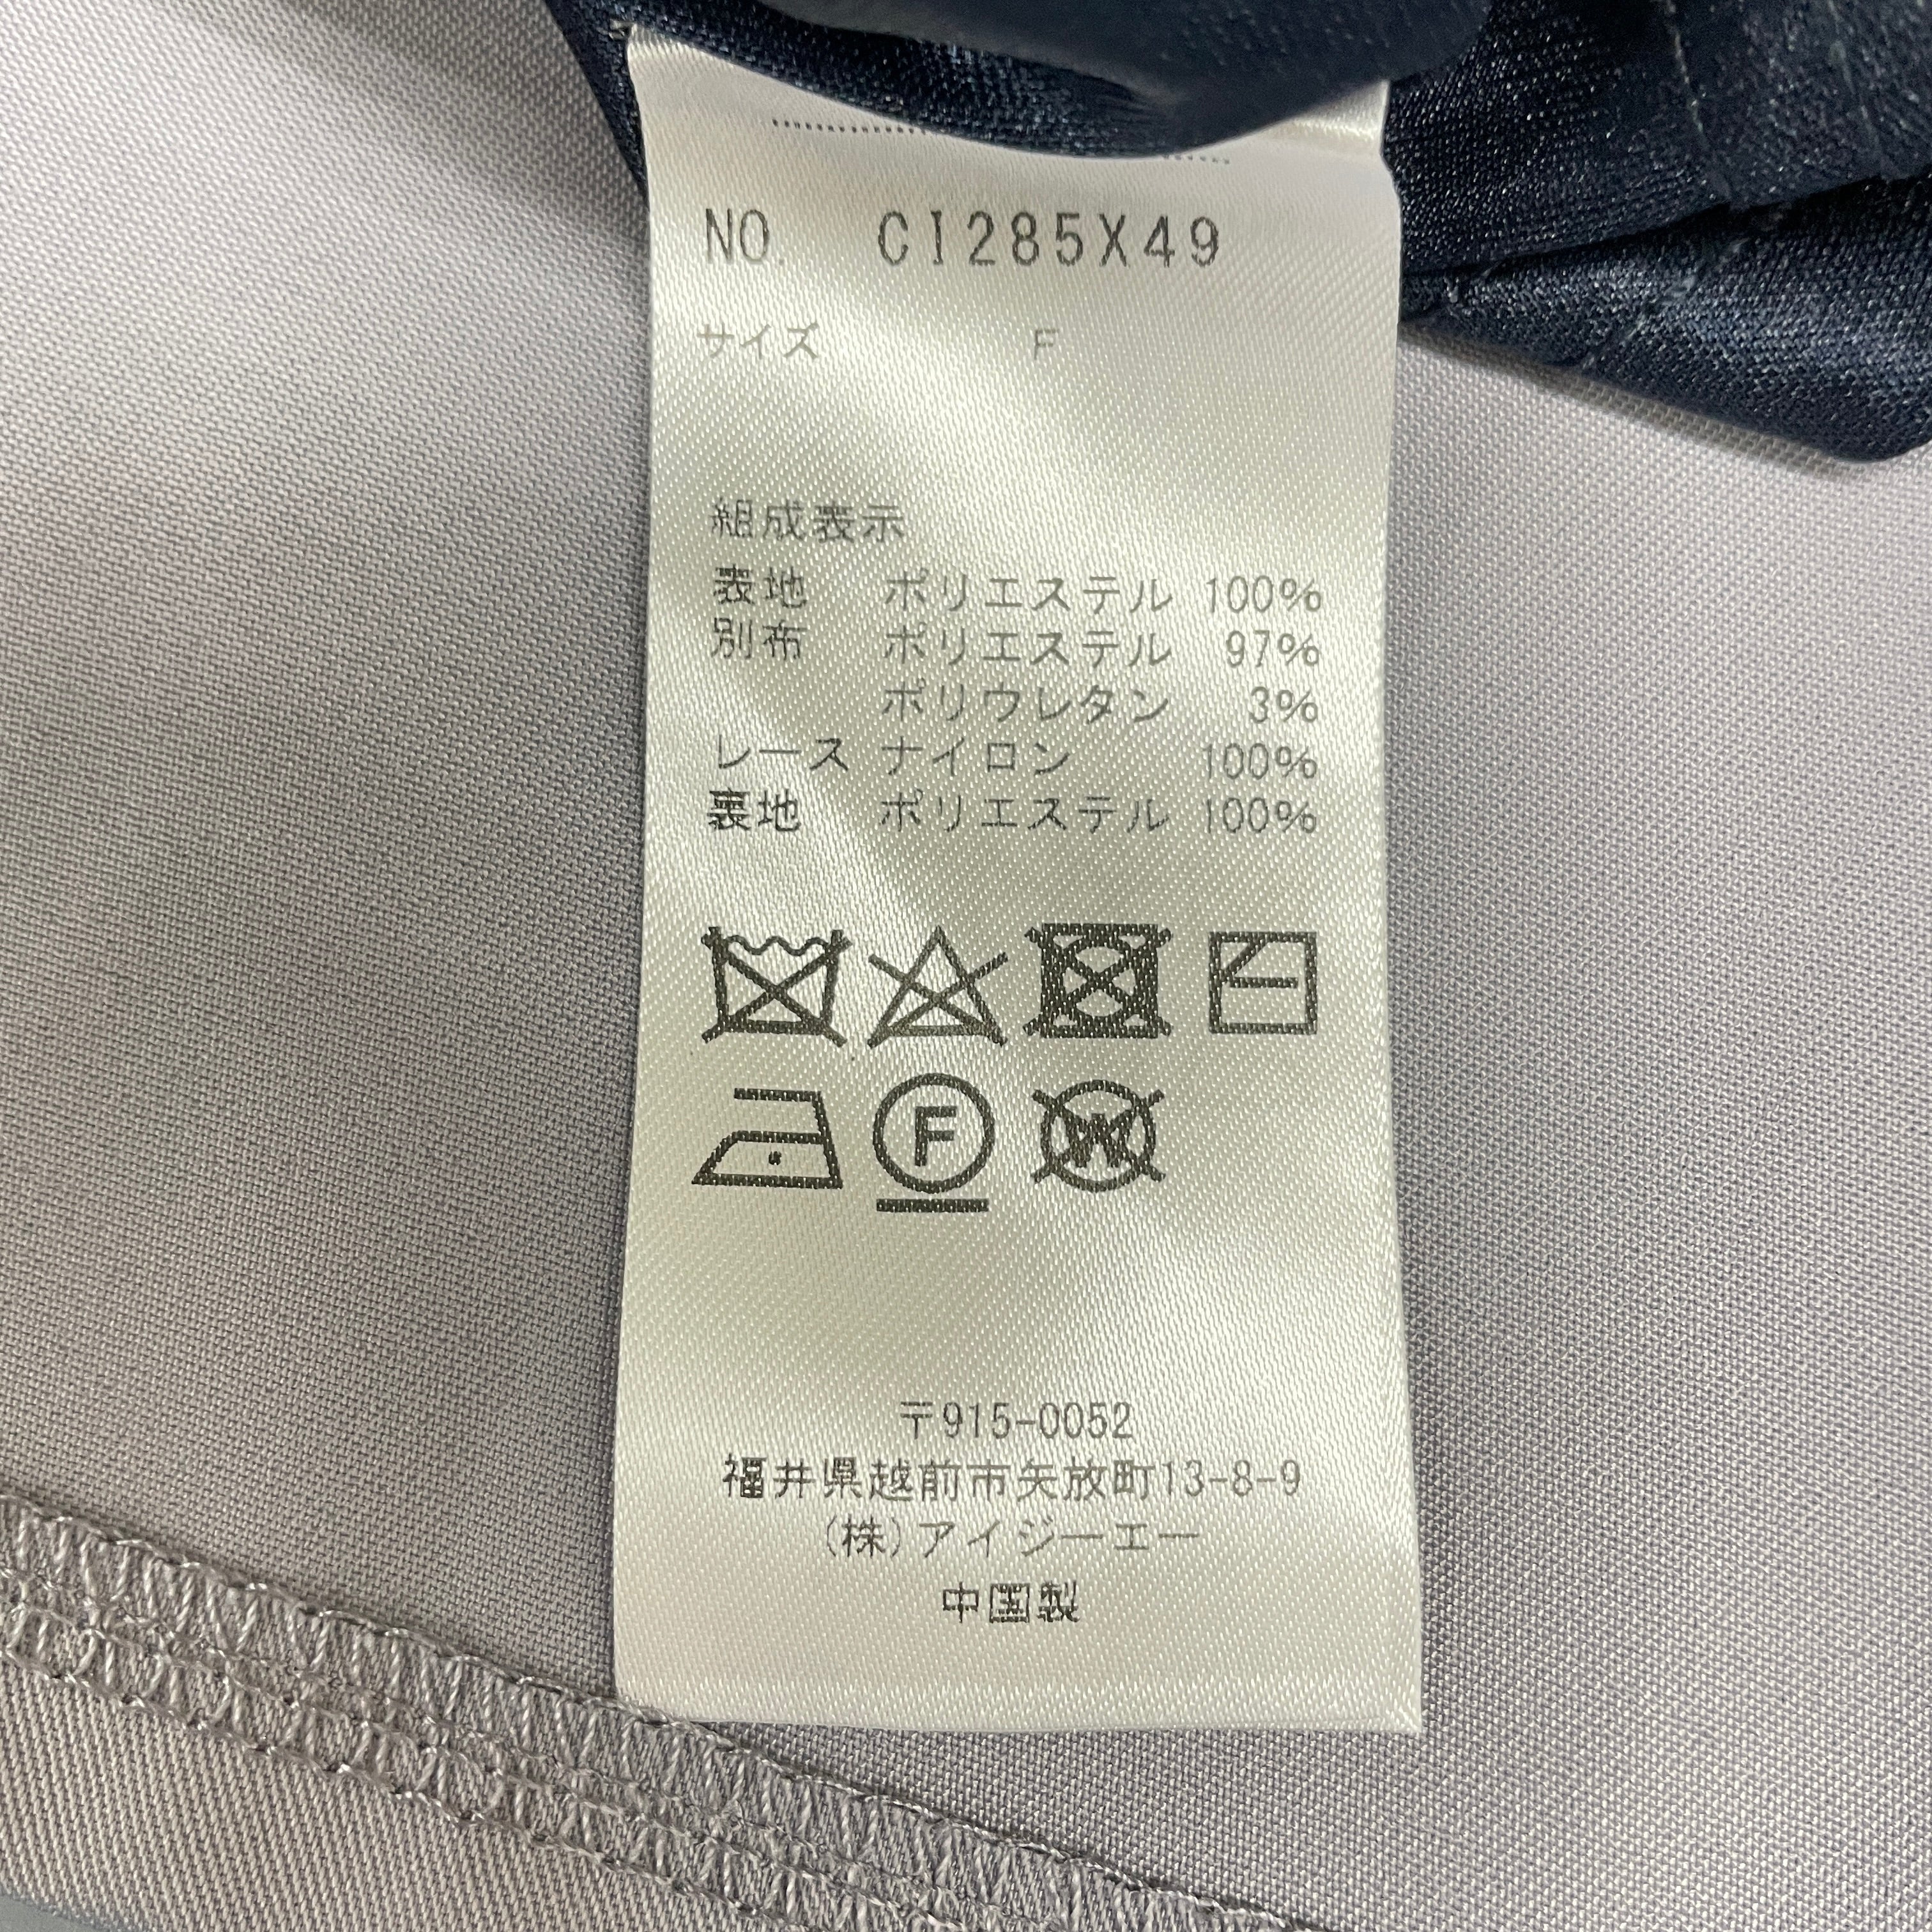 NO. CI285X49
サイズ F
組成表示
表地 ポリエステル 100%
別布 ポリエステル 97%
ポリウレタン 3%
レース ナイロン 100%
裏地 ポリエステル 100%
F
W
〒915-0052
福井県越前市矢放町13-8-9
(株)アイジーエー
中国製